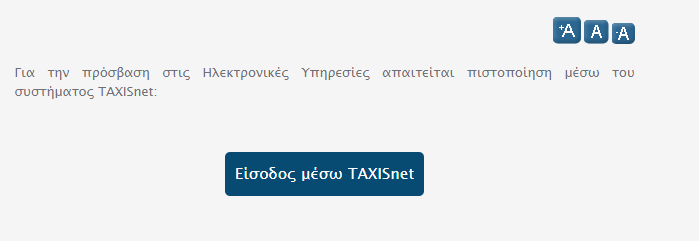 +A A -A
Για την πρόσβαση στις Ηλεκτρονικές Υπηρεσίες απαιτείται πιστοποίηση μέσω του
συστήματος TAXISnet:
Είσοδος μέσω TAXISnet